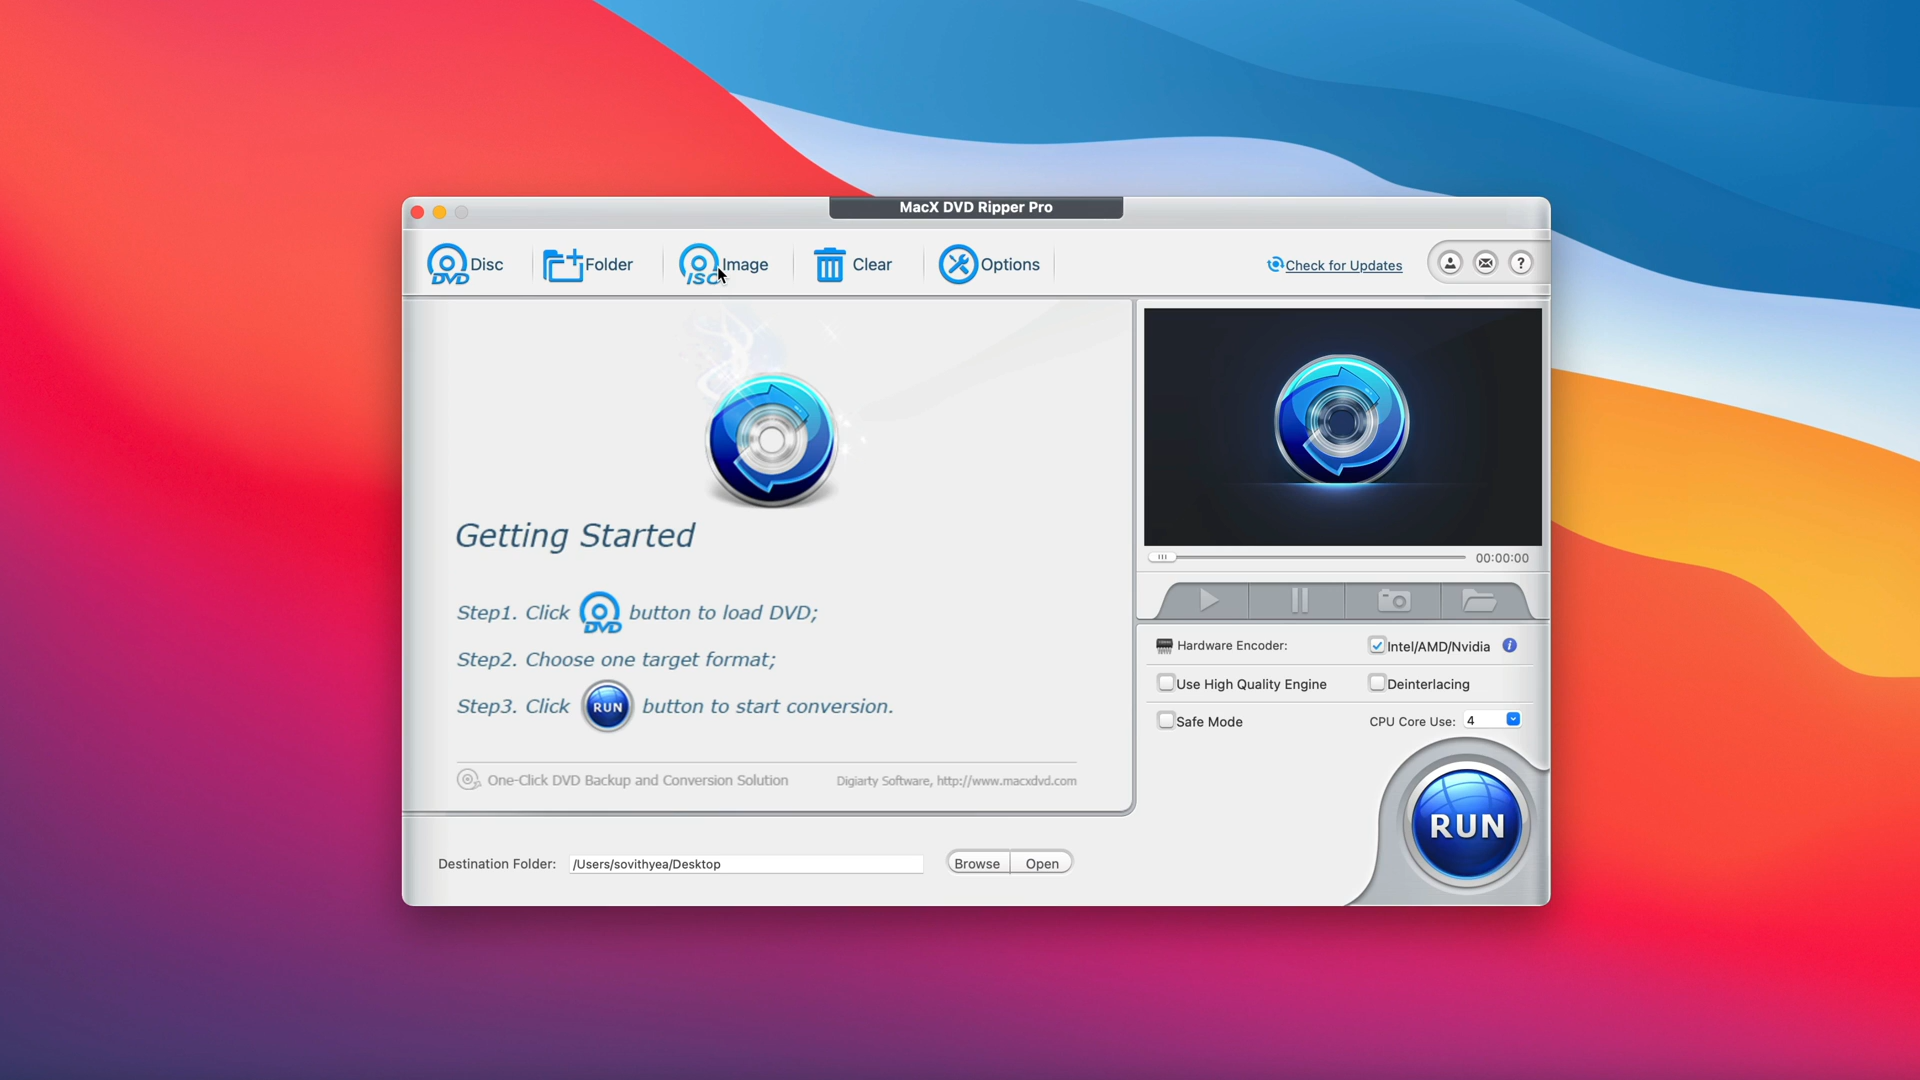 MacX DVD Ripper Pro
DVD Disc
Folder
ISO Image
Clear
Options
Check for Updates
?
Getting Started
Step1. Click DVD button to load DVD;
Step2. Choose one target format;
Step3. Click RUN button to start conversion.
One-Click DVD Backup and Conversion Solution
Digiarty Software, http://www.macxdvd.com
00:00:00
Hardware Encoder:
Intel/AMD/Nvidia
i
Use High Quality Engine
Deinterlacing
Safe Mode
CPU Core Use: 4
RUN
Destination Folder: /Users/sovithyea/Desktop
Browse
Open